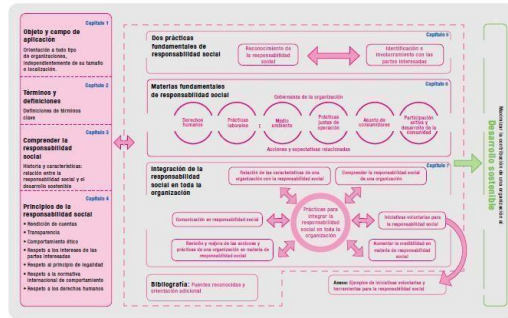 Capítulo 1
Objeto y campo de
aplicación
Orientación a todo tipo
de organizaciones,
independientemente de su tamaño
o localización.
Capítulo 2
Términos y
definiciones
Definiciones de términos
clave
Capítulo 3
Comprender la
responsabilidad
social
Historia y características:
relación entre
responsabilidad social y el
desarrollo sostenible
Capítulo 4
Principios de la
responsabilidad social
• Rendición de cuentas
• Transparencia
• Comportamiento ético
• Respeto a los intereses de las
partes interesadas
• Respeto al principio de legalidad
• Respeto a la normativa
internacional de comportamiento
• Respeto a los derechos humanos
Dos prácticas
fundamentales de
responsabilidad social
Capítulo 5
Reconocimiento de
la responsabilidad
social
Identificación e
involucramiento con las
partes interesadas
Materias fundamentales
de responsabilidad social
Capítulo 6
Gobernanza de la organización
Derechos
humanos
Prácticas
laborales
Medio
ambiente
Prácticas
justas de
operación
Asuntos de
consumidores
Participación
activa y
desarrollo de la
comunidad
Acciones y expectativas relacionadas
Integración de la
responsabilidad
social en toda la
organización
Capítulo 7
Relación de las características de una
organización con la responsabilidad social
Comprender la responsabilidad social
de una organización
Prácticas para
integrar la
responsabilidad
social en toda la
organización
Comunicación en responsabilidad social
Iniciativas voluntarias para
la responsabilidad social
Revisión y mejora de las acciones y
prácticas de una organización en materia de
responsabilidad social
Aumentar la credibilidad en
materia de responsabilidad
social
Bibliografía: Fuentes reconocidas y
orientación adicional
Anexo: Ejemplos de iniciativas voluntarias y
herramientas para la responsabilidad social
Maximizar la contribución de una organización al
Desarrollo sostenible